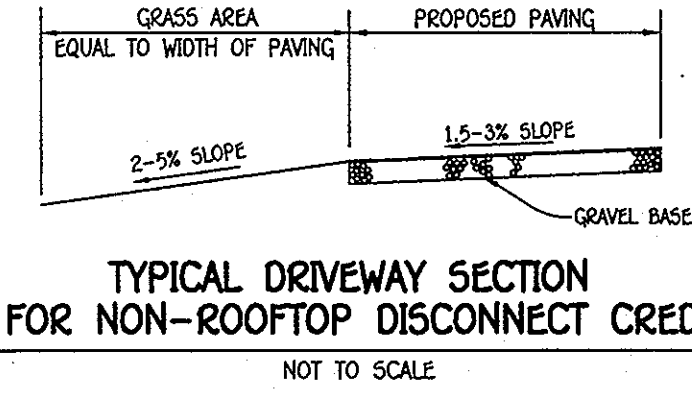 GRASS AREA
EQUAL TO WIDTH OF PAVING
PROPOSED PAVING
2-5% SLOPE
1.5-3% SLOPE
GRAVEL BASE
TYPICAL DRIVEWAY SECTION
FOR NON-ROOFTOP DISCONNECT CRED
NOT TO SCALE